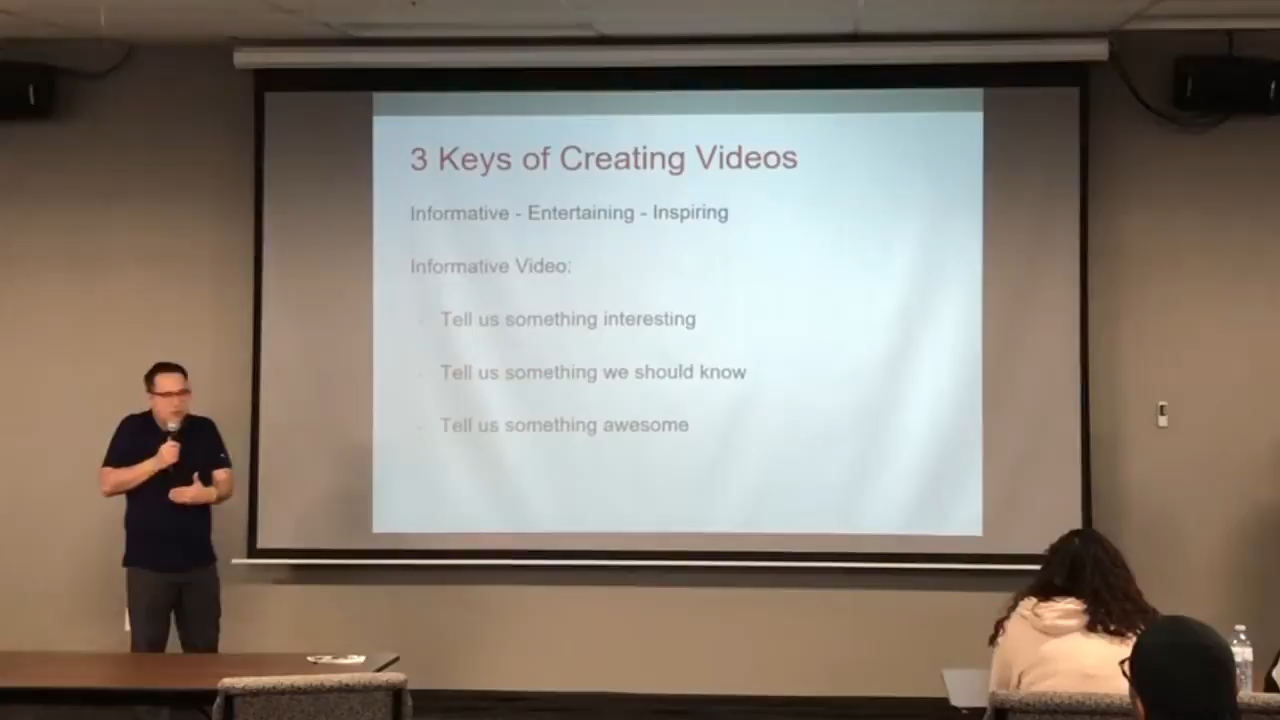 3 Keys of Creating Videos
Informative - Entertaining - Inspiring
Informative Video:
- Tell us something interesting
- Tell us something we should know
- Tell us something awesome